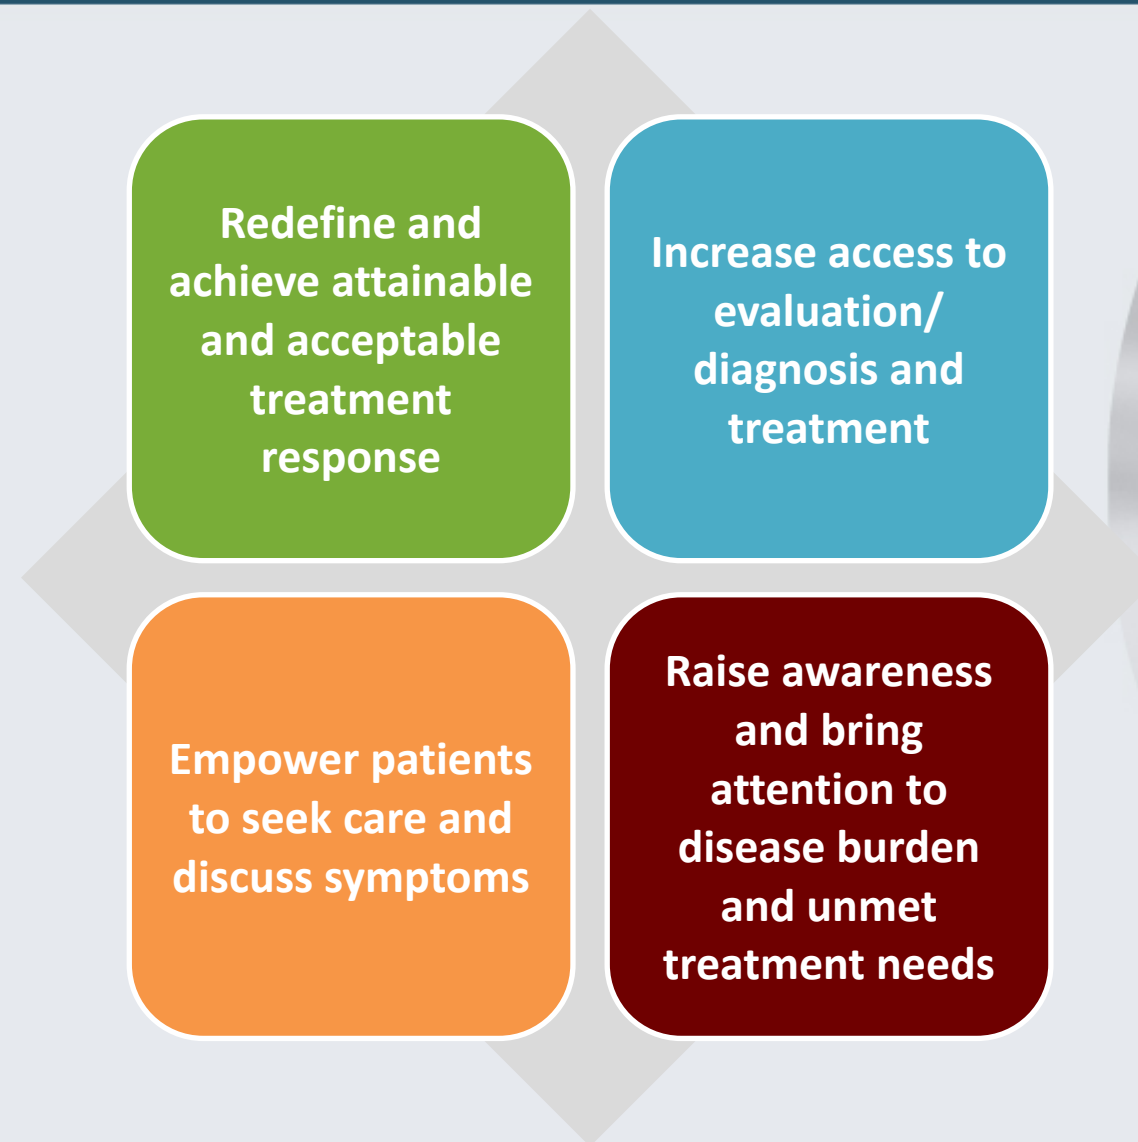 Redefine and
achieve attainable
and acceptable
treatment
response
Increase access to
evaluation/
diagnosis and
treatment
Empower patients
to seek care and
discuss symptoms
Raise awareness
and bring
attention to
disease burden
and unmet
treatment needs